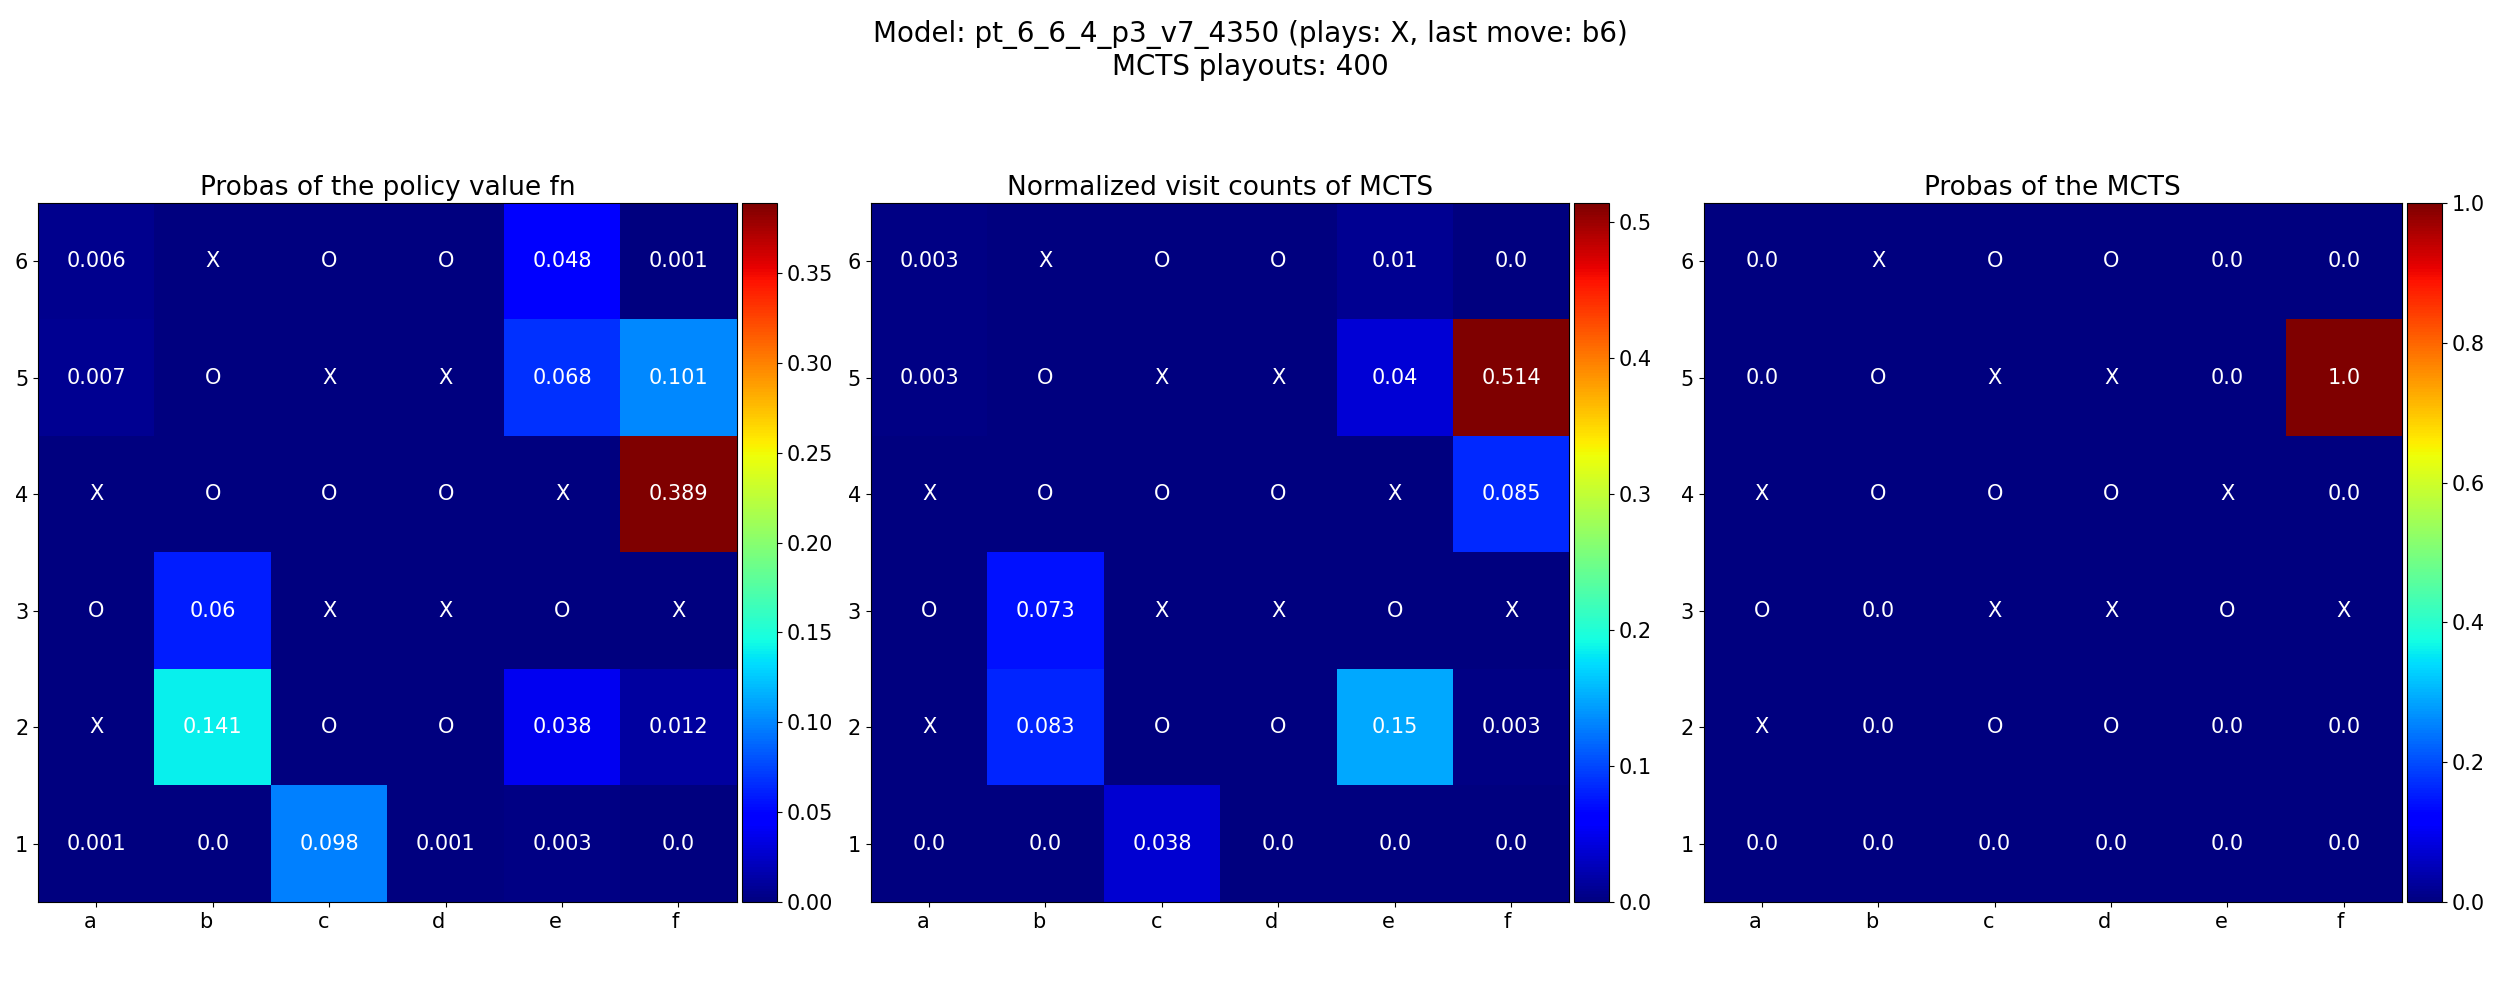 Model: pt_6_6_4_p3_v7_4350 (plays: X, last move: b6)
MCTS playouts: 400
Probas of the policy value fn
6 0.006 X O O 0.048 0.001
5 0.007 O X X 0.068 0.101
4 X O O O X 0.389
3 O 0.06 X X O X
2 X 0.141 O O 0.038 0.012
1 0.001 0.0 0.098 0.001 0.003 0.0
a b c d e f
0.35
0.30
0.25
0.20
0.15
0.10
0.05
0.00
Normalized visit counts of MCTS
6 0.003 X O O 0.01 0.0
5 0.003 O X X 0.04 0.514
4 X O O O X 0.085
3 O 0.073 X X O X
2 X 0.083 O O 0.15 0.003
1 0.0 0.0 0.038 0.0 0.0 0.0
a b c d e f
0.5
0.4
0.3
0.2
0.1
0.0
Probas of the MCTS
6 0.0 X O O 0.0 0.0
5 0.0 O X X 0.0 1.0
4 X O O O X 0.0
3 O 0.0 X X O X
2 X 0.0 O O 0.0 0.0
1 0.0 0.0 0.0 0.0 0.0 0.0
a b c d e f
1.0
0.8
0.6
0.4
0.2
0.0